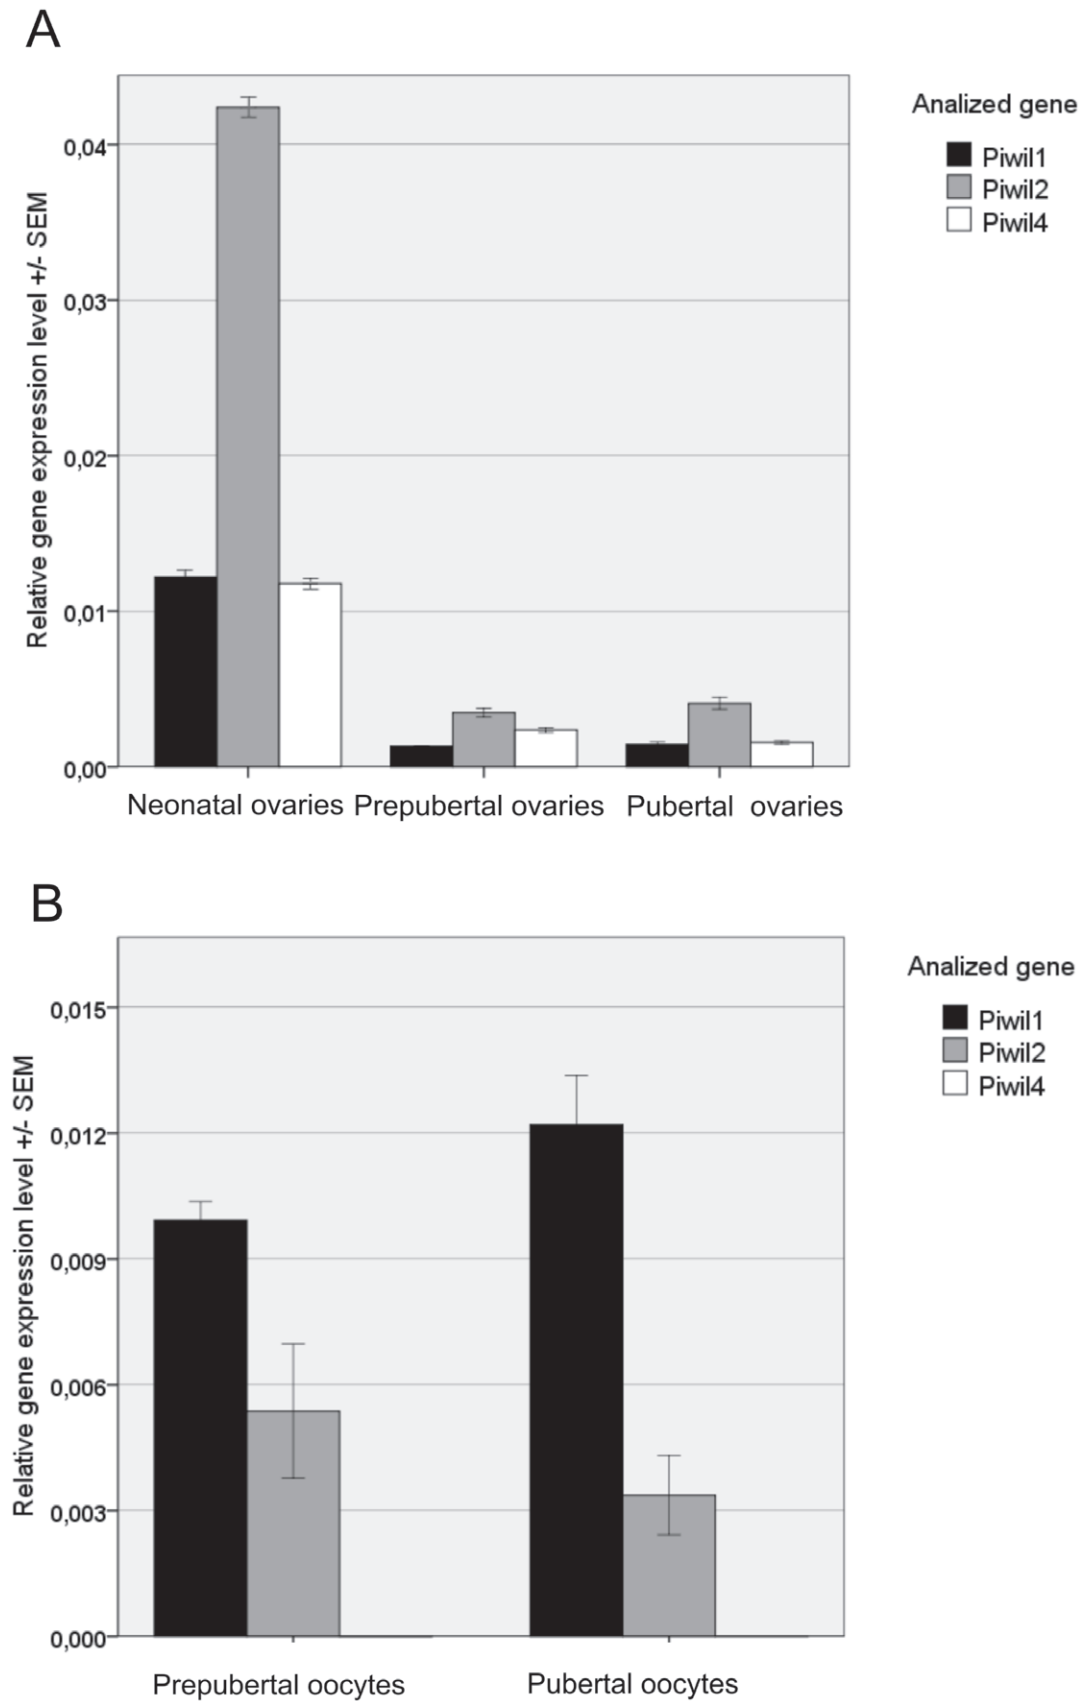 A
Analized gene
Piwil1
Piwil2
Piwil4
Relative gene expression level +/- SEM
0,04
0,03
0,02
0,01
0,00
Neonatal ovaries Prepubertal ovaries Pubertal ovaries
B
Analized gene
Piwil1
Piwil2
Piwil4
Relative gene expression level +/- SEM
0,015
0,012
0,009
0,006
0,003
0,000
Prepubertal oocytes Pubertal oocytes